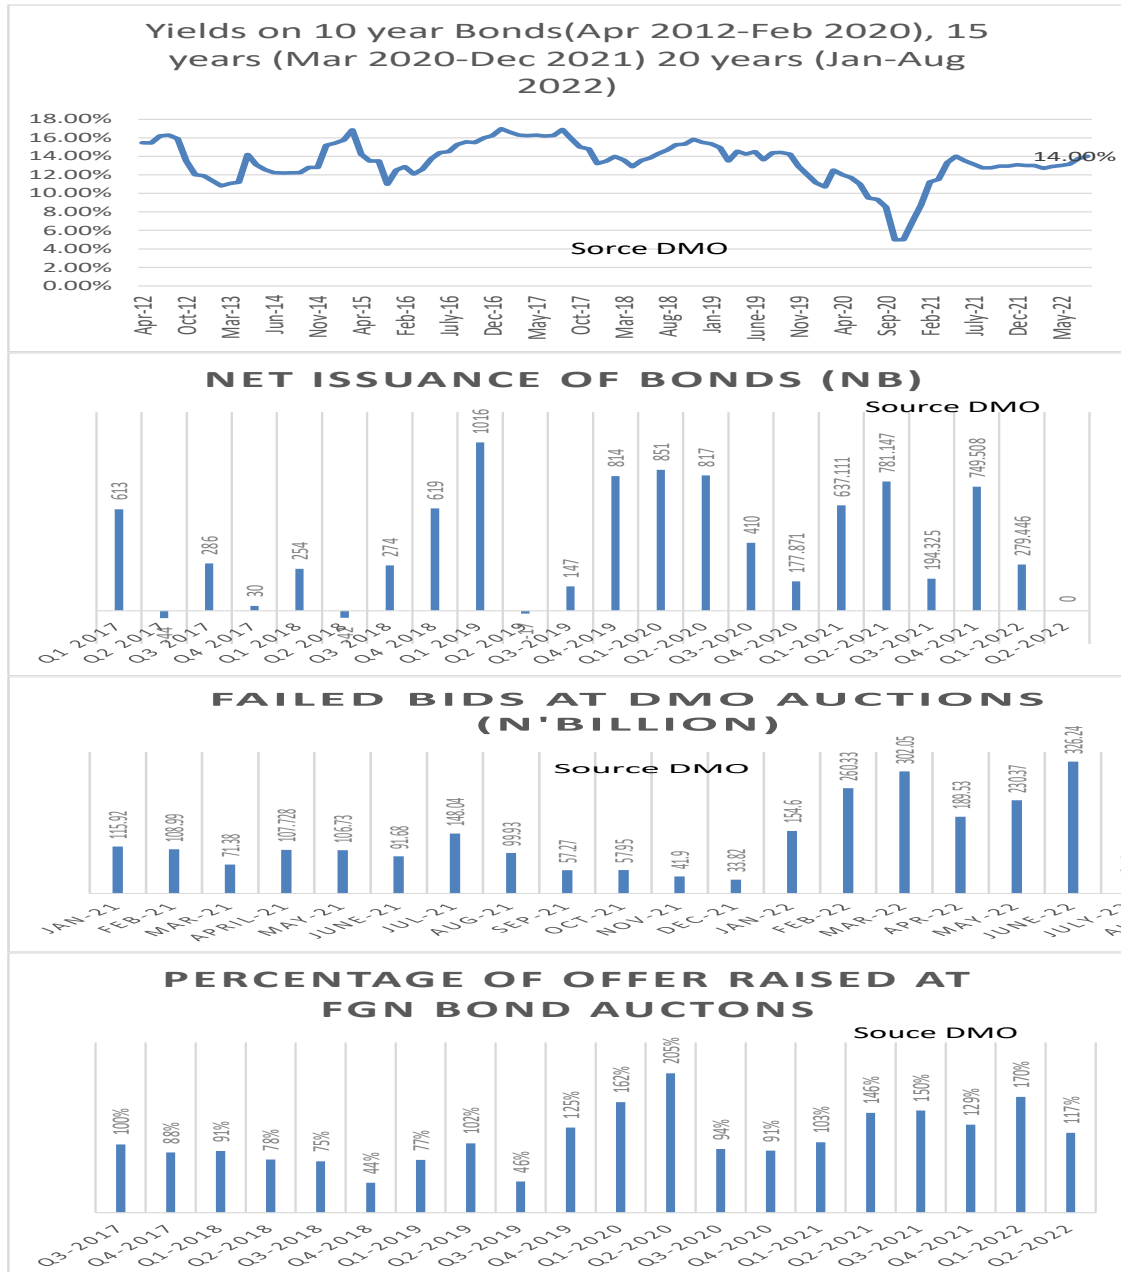 Yields on 10 year Bonds(Apr 2012-Feb 2020), 15
years (Mar 2020-Dec 2021) 20 years (Jan-Aug
2022)
18.00%
16.00%
14.00%
12.00%
10.00%
8.00%
6.00%
4.00%
2.00%
0.00%
14.00%
Sorce DMO
Apr-12
Oct-12
Mar-13
Jun-14
Nov-14
Apr-15
Feb-16
July-16
Dec-16
May-17
Oct-17
Mar-18
Aug-18
Jan-19
June-19
Nov-19
Apr-20
Sep-20
Feb-21
July-21
Dec-21
May-22
NET ISSUANCE OF BONDS (NB)
Source DMO
613
-44
286
30
254
-42
274
619
1016
-17
147
814
851
817
410
177.871
637.111
781.147
194.325
749.508
279.446
0
Q1-2017
Q2 2017
Q3 2017
Q4 2017
Q1 2018
Q2 2018
Q3 2018
Q4 2018
Q1 2019
Q2 2019
Q3-2019
Q4-2019
Q1-2020
Q2-2020
Q3-2020
Q4-2020
Q1-2021
Q2-2021
Q3-2021
Q4-2021
Q1-2022
Q2-2022
FAILED BIDS AT DMO AUCTIONS
(N'BILLION)
Source DMO
115.92
108.99
71.38
107.728
106.73
91.68
148.04
99.93
57.27
57.95
41.9
33.82
154.6
260.33
302.05
189.53
230.37
326.24
JAN-21
FEB-21
MAR-21
APRIL-21
MAY-21
JUNE-21
JUL-21
AUG-21
SEP-21
OCT-21
NOV-21
DEC-21
JAN-22
FEB-22
MAR-22
APR-22
MAY-22
JUNE-22
JULY-22
PERCENTAGE OF OFFER RAISED AT
FGN BOND AUCTONS
Souce DMO
100%
88%
91%
78%
75%
44%
77%
102%
46%
125%
162%
205%
94%
91%
103%
146%
150%
129%
170%
117%
Q3-2017
Q4-2017
Q1-2018
Q2-2018
Q3-2018
Q4-2018
Q1-2019
Q2-2019
Q3-2019
Q4-2019
Q1-2020
Q2-2020
Q3-2020
Q4-2020
Q1-2021
Q2-2021
Q3-2021
Q4-2021
Q1-2022
Q2-2022